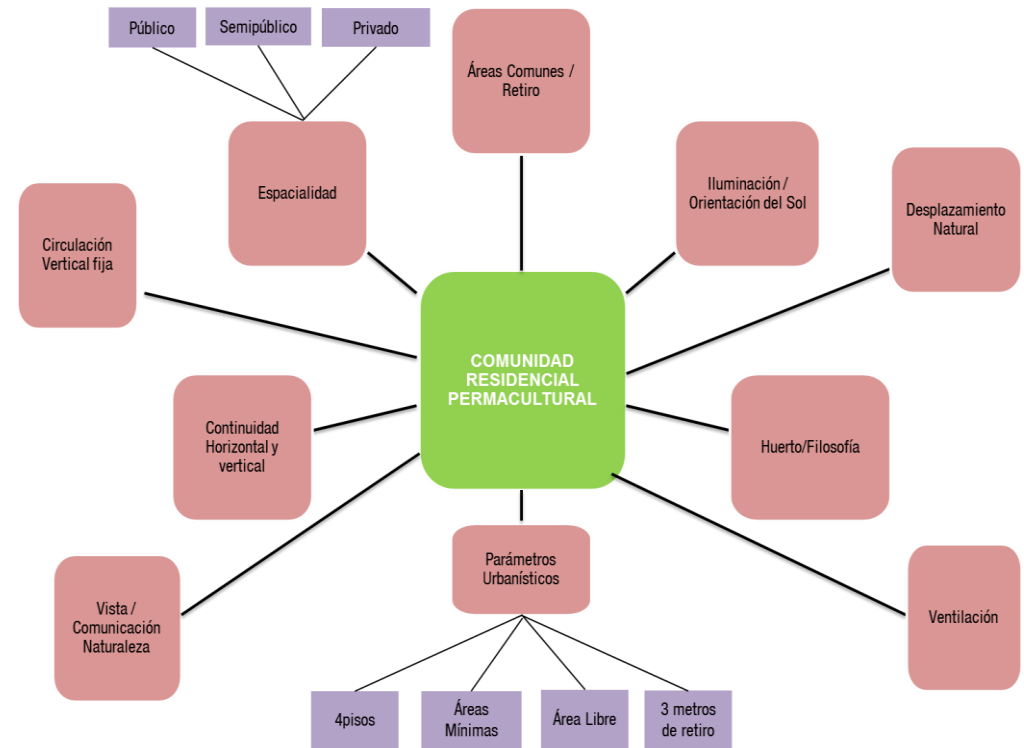 Público
Semipúblico
Privado
Áreas Comunes /
Retiro
Espacialidad
Iluminación /
Orientación del Sol
Desplazamiento
Natural
Circulación
Vertical fija
COMUNIDAD
RESIDENCIAL
PERMACULTURAL
Continuidad
Horizontal y
vertical
Huerto/Filosofía
Parámetros
Urbanísticos
Vista /
Comunicación
Naturaleza
Ventilación
4pisos
Áreas
Mínimas
Área Libre
3 metros
de retiro